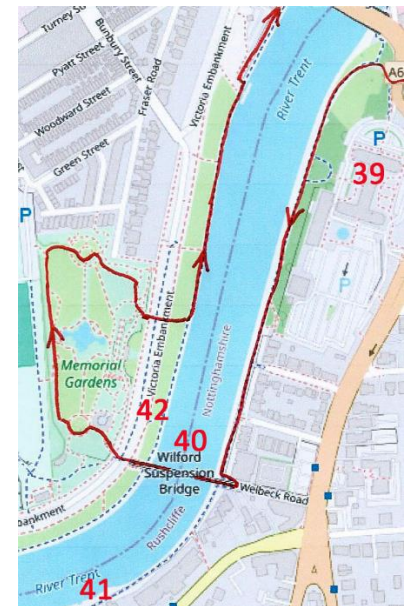 Turney St
Bunbury Street
Pyatt Street
Fraser Road
Woodward Street
Green Street
Victoria Embankment
River Trent
A6
P
39
P
P
P
Memorial
Gardens
Victoria Embankment
Nottinghamshire
42
40
Wilford
Suspension
Bridge
Welbeck Road
Rushcliffe
bankment
River Trent
41
A